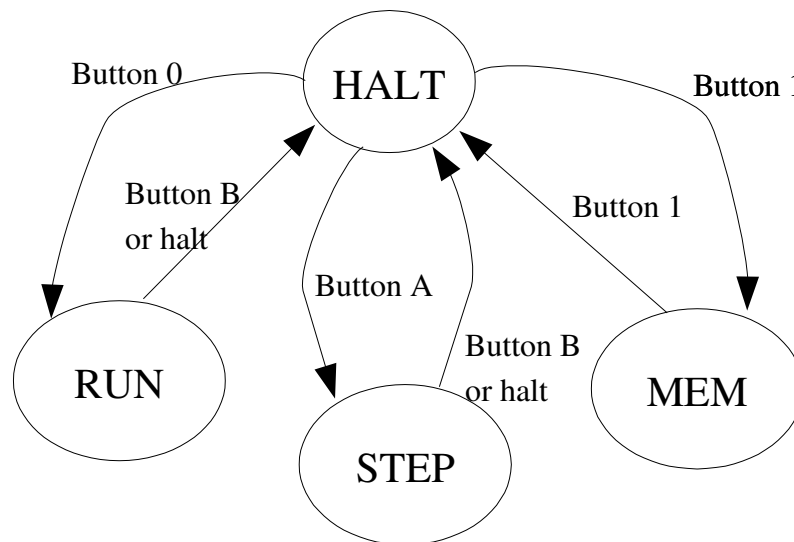 HALT
Button 0
Button 1
Button B
or halt
Button 1
Button A
Button B
or halt
RUN
MEM
STEP